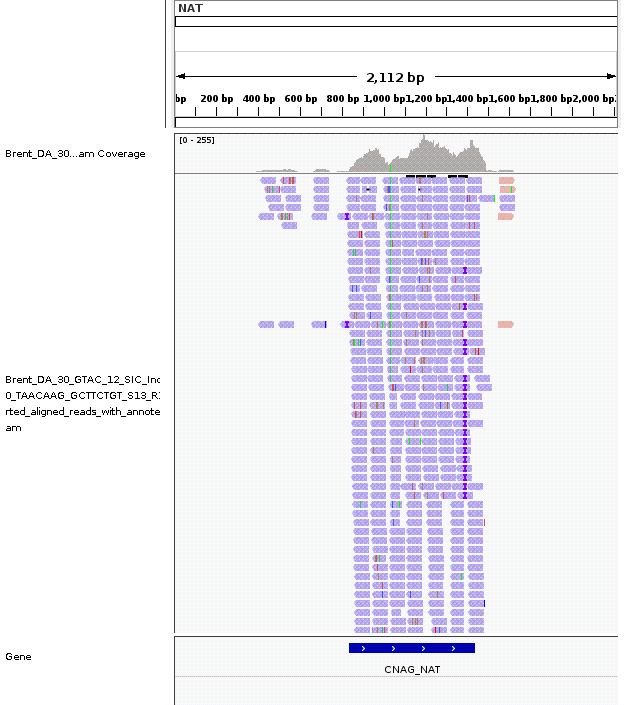 NAT
2,112 bp
bp 200 bp 400 bp 600 bp 800 bp 1,000 bp 1,200 bp 1,400 bp 1,600 bp 1,800 bp 2,000 bp
[0 - 255]
Brent_DA_30...am Coverage
Brent_DA_30_GTAC_12_SIC_Inc
0_TAACAAG_GCTTCTGT_S13_R:
rted_aligned_reads_with_annote
am
Gene
CNAG_NAT